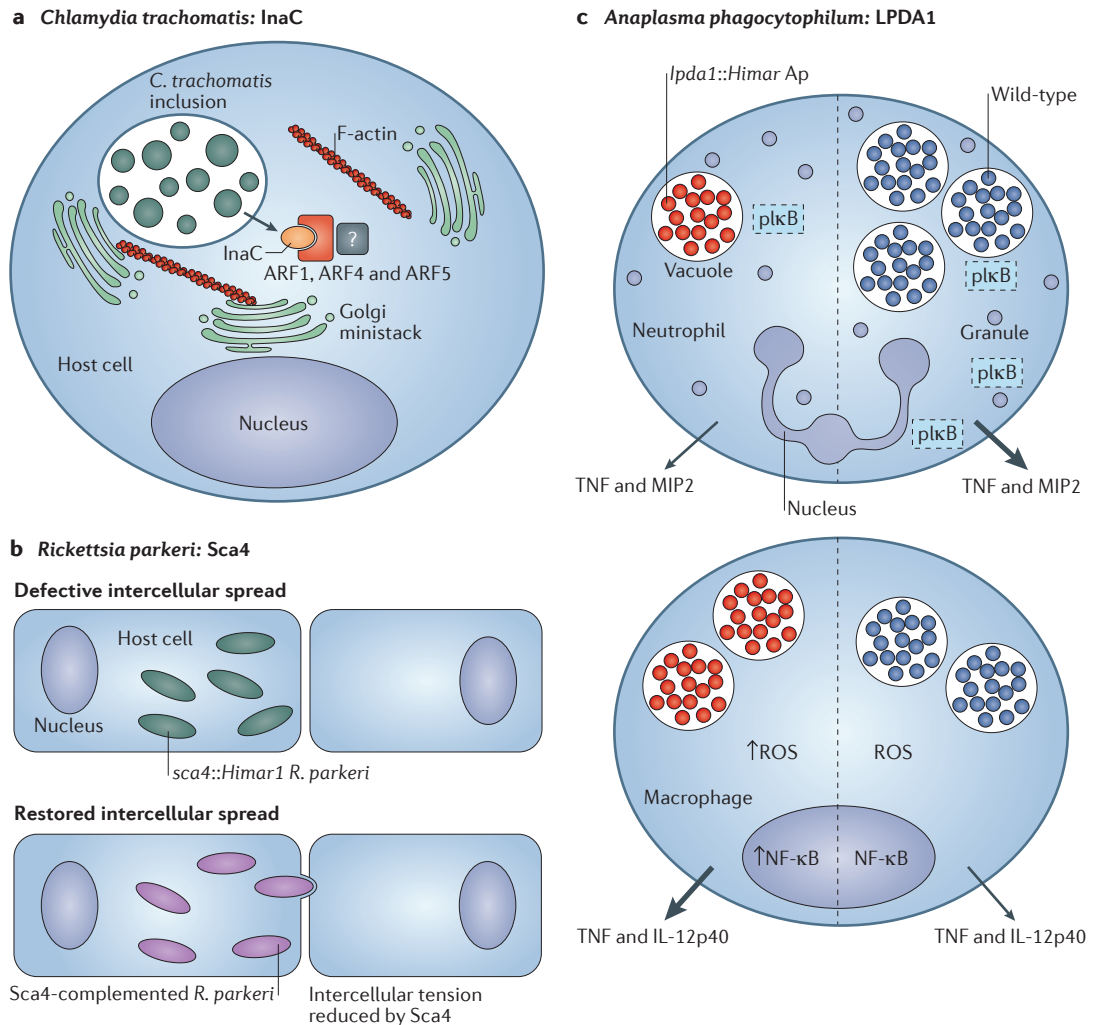 a Chlamydia trachomatis: InaC
C. trachomatis
inclusion
F-actin
InaC
?
ARF1, ARF4 and ARF5
Golgi
ministack
Host cell
Nucleus
b Rickettsia parkeri: Sca4
Defective intercellular spread
Host cell
Nucleus
sca4::Himar1 R. parkeri
Restored intercellular spread
Sca4-complemented R. parkeri
Intercellular tension
reduced by Sca4
c Anaplasma phagocytophilum: LPDA1
lpda1::Himar Ap
Wild-type
pIκB
Vacuole
pIκB
Neutrophil
Granule
pIκB
pIκB
TNF and MIP2
TNF and MIP2
Nucleus
↑ROS
ROS
Macrophage
↑NF-κB
NF-κB
TNF and IL-12p40
TNF and IL-12p40